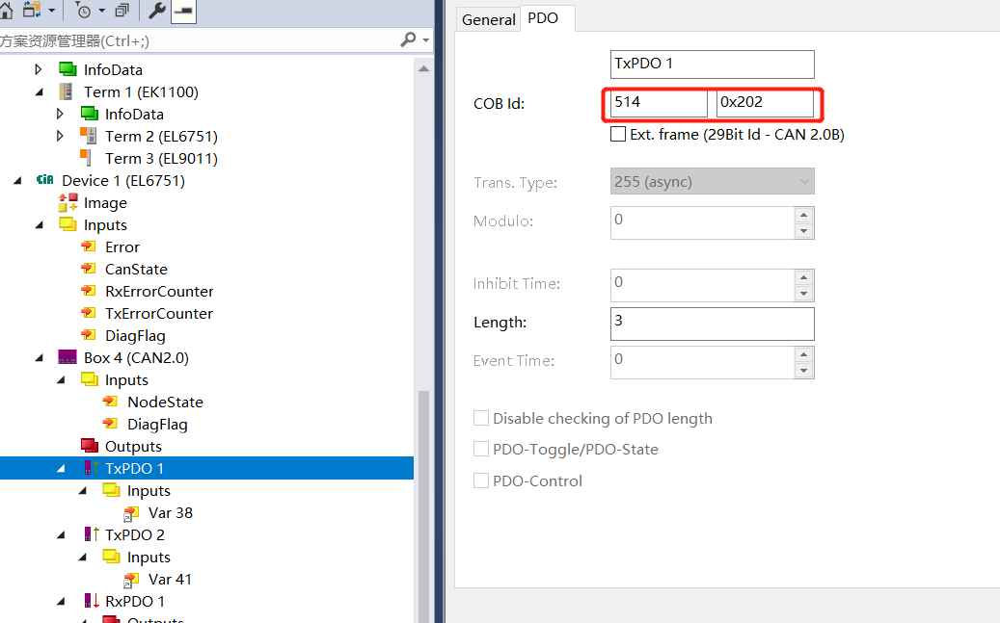 方案资源管理器(Ctrl+;)
InfoData
Term 1 (EK1100)
InfoData
Term 2 (EL6751)
Term 3 (EL9011)
CiA Device 1 (EL6751)
Image
Inputs
Error
CanState
RxErrorCounter
TxErrorCounter
DiagFlag
Box 4 (CAN2.0)
Inputs
NodeState
DiagFlag
Outputs
TxPDO 1
Inputs
Var 38
TxPDO 2
Inputs
Var 41
RxPDO 1
Outputs
General PDO
TxPDO 1
COB Id: 514 0x202
Ext. frame (29Bit Id - CAN 2.0B)
Trans. Type: 255 (async)
Modulo: 0
Inhibit Time: 0
Length: 3
Event Time: 0
Disable checking of PDO length
PDO-Toggle/PDO-State
PDO-Control